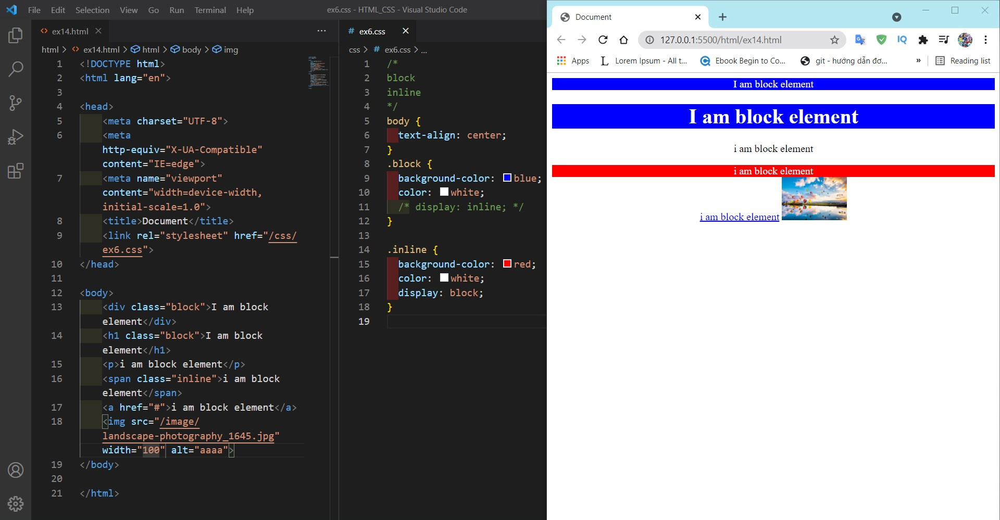 File Edit Selection View Go Run Terminal Help ex6.css - HTML_CSS - Visual Studio Code
ex14.html
html > ex14.html > html > body > img
1 <!DOCTYPE html>
2 <html lang="en">
3
4 <head>
5 <meta charset="UTF-8">
6 <meta
http-equiv="X-UA-Compatible"
content="IE=edge">
7 <meta name="viewport"
content="width=device-width,
initial-scale=1.0">
8 <title>Document</title>
9 <link rel="stylesheet" href="/css/
ex6.css">
10 </head>
11
12 <body>
13 <div class="block">I am block
element</div>
14 <h1 class="block">I am block
element</h1>
15 <p>i am block element</p>
16 <span class="inline">i am block
element</span>
17 <a href="#">i am block element</a>
18 <img src="/image/
landscape-photography_1645.jpg"
width="100" alt="aaaa">
19 </body>
20
21 </html>
# ex6.css
css > # ex6.css > ...
1 /*
2 block
3 inline
4 */
5 body {
6 text-align: center;
7 }
8 .block {
9 background-color: blue;
10 color: white;
11 /* display: inline; */
12 }
13
14 .inline {
15 background-color: red;
16 color: white;
17 display: block;
18 }
19
Document
127.0.0.1:5500/html/ex14.html
Apps Lorem Ipsum - All t... Ebook Begin to Co... git - hướng dẫn đơ... » Reading list
I am block element
I am block element
i am block element
i am block element
i am block element